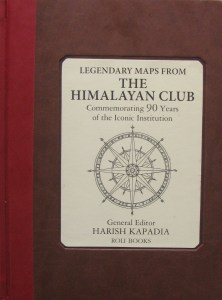 LEGENDARY MAPS FROM
THE
HIMALAYAN CLUB
Commemorating 90 Years
of the Iconic Institution
General Editor
HARISH KAPADIA
ROLI BOOKS